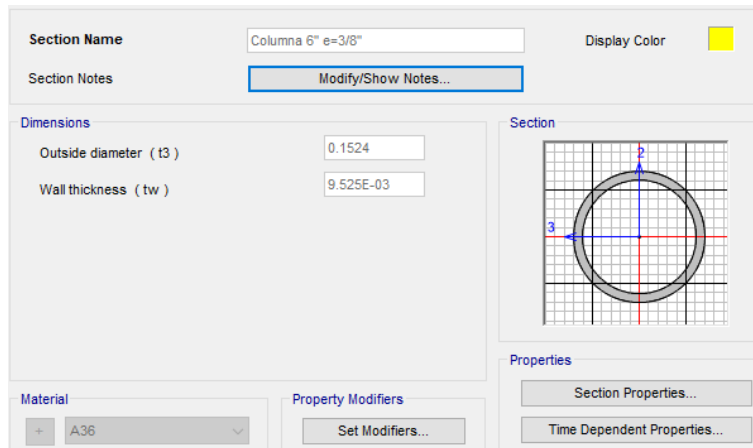 Section Name
Columna 6" e=3/8"
Display Color
Section Notes
Modify/Show Notes...
Dimensions
Outside diameter ( t3 )
0.1524
Wall thickness ( tw )
9.525E-03
Section
2
3
Properties
Section Properties...
Time Dependent Properties...
Material
+
A36
Property Modifiers
Set Modifiers...